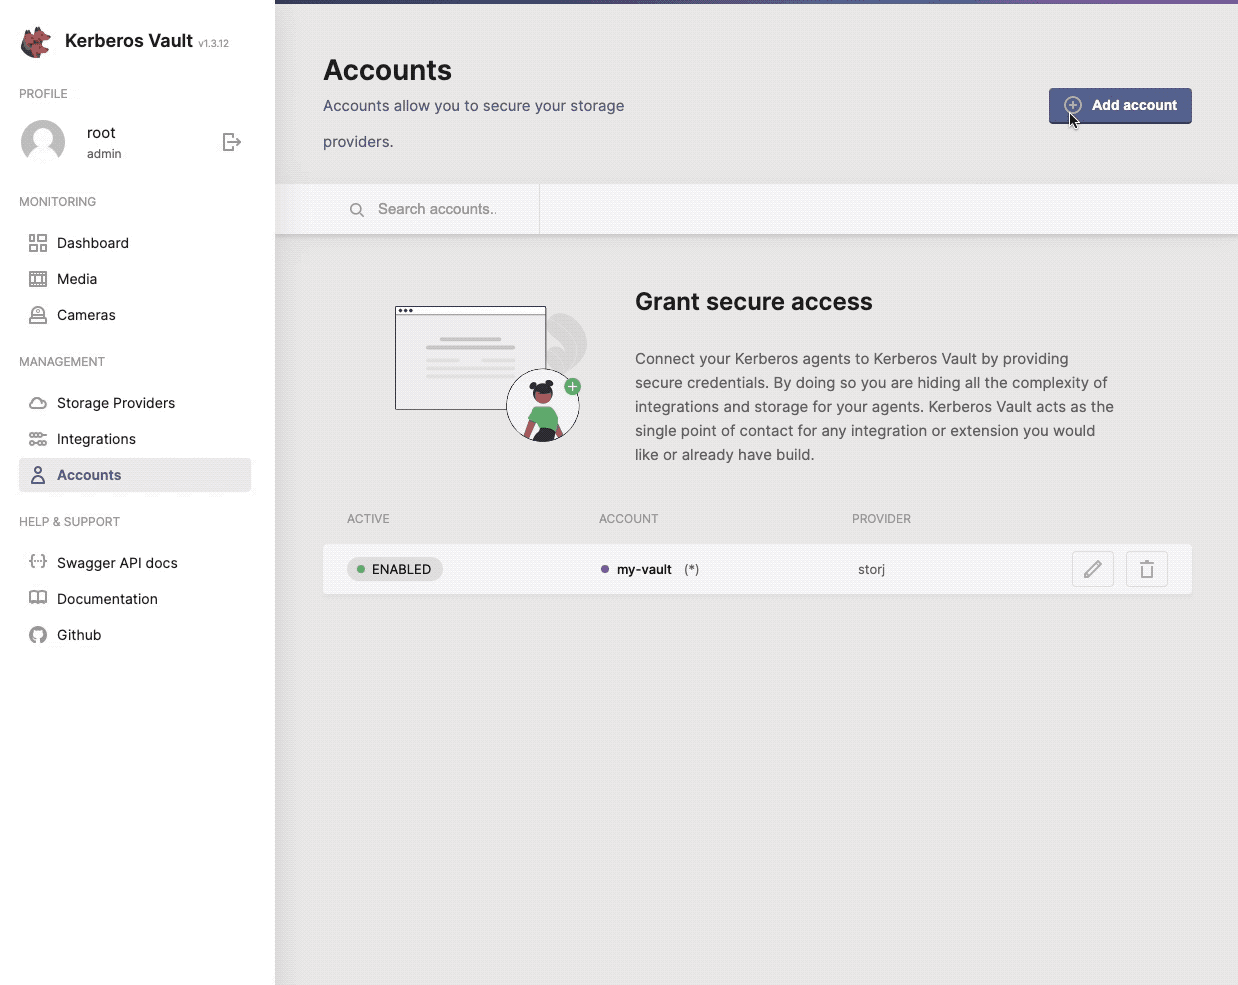 Kerberos Vault v1.3.12
PROFILE
root
admin
MONITORING
Dashboard
Media
Cameras
MANAGEMENT
Storage Providers
Integrations
Accounts
HELP & SUPPORT
Swagger API docs
Documentation
Github
Accounts
Accounts allow you to secure your storage
providers.
Add account
Search accounts..
Grant secure access
Connect your Kerberos agents to Kerberos Vault by providing
secure credentials. By doing so you are hiding all the complexity of
integrations and storage for your agents. Kerberos Vault acts as the
single point of contact for any integration or extension you would
like or already have build.
ACTIVE ACCOUNT PROVIDER
ENABLED my-vault (*) storj